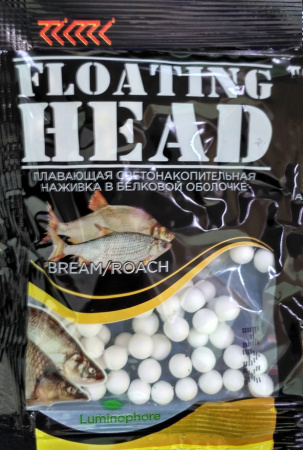 FLOATING
HEAD
ПЛАВАЮЩАЯ СВЕТОНАКОПИТЕЛЬНАЯ
НАЖИВКА В БЕЛКОВОЙ ОБОЛОЧКЕ
BREAM/ROACH
Luminophore